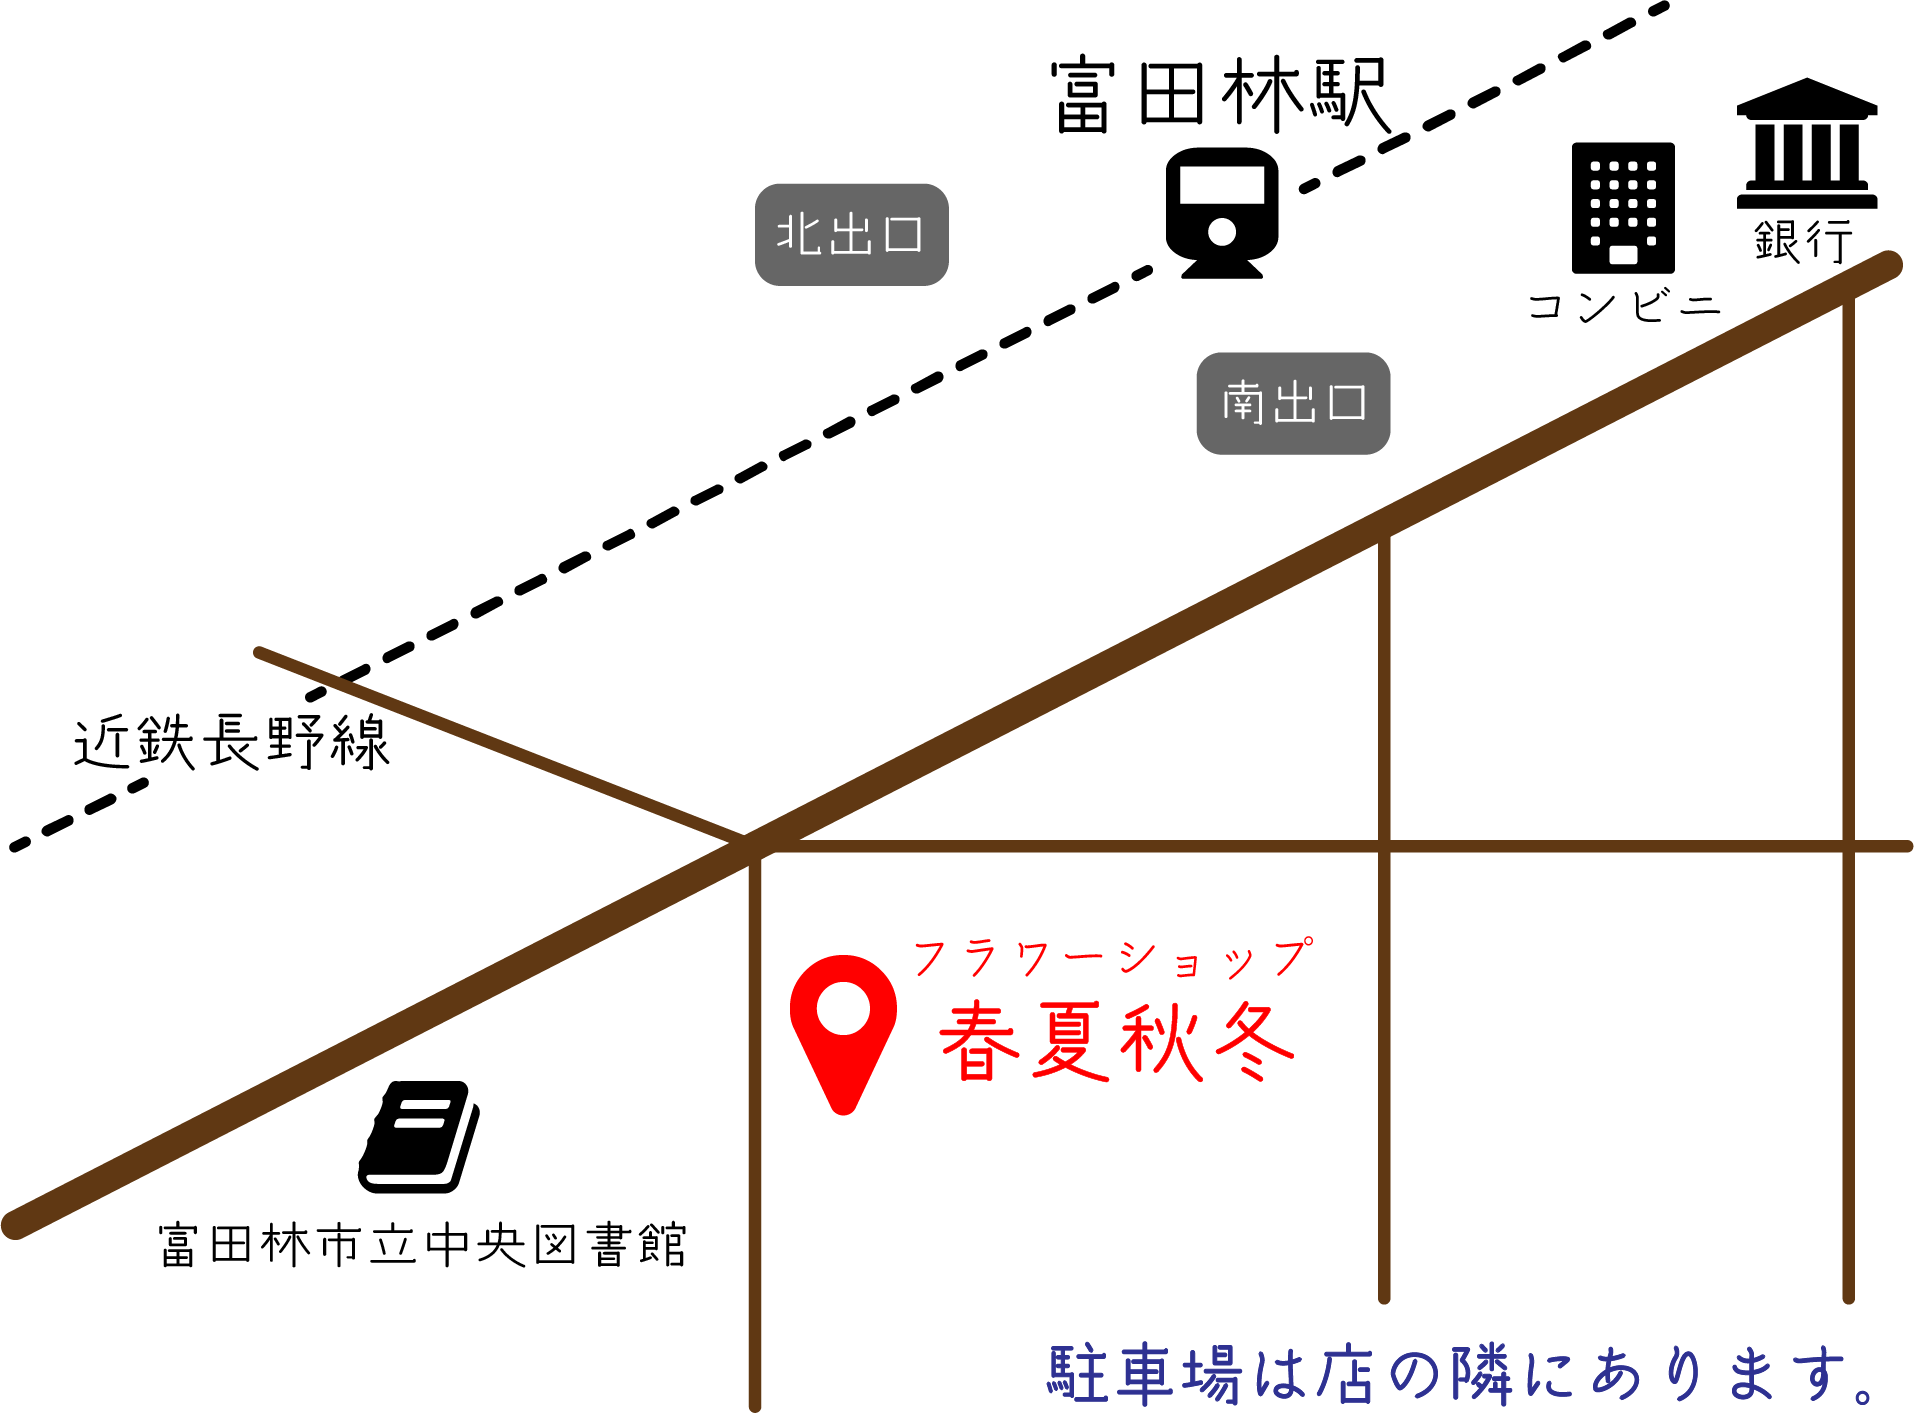 富田林駅
北出口
銀行
コンビニ
南出口
近鉄長野線
フラワーショップ
春夏秋冬
富田林市立中央図書館
駐車場は店の隣にあります。